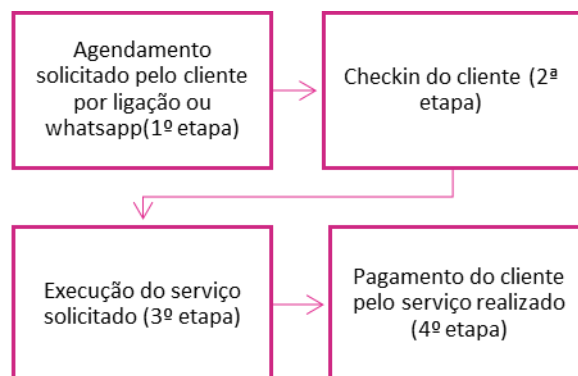 Agendamento
solicitado pelo cliente
por ligação ou
whatsapp(1º etapa)
Checkin do cliente (2ª
etapa)
Execução do serviço
solicitado (3º etapa)
Pagamento do cliente
pelo serviço realizado
(4º etapa)